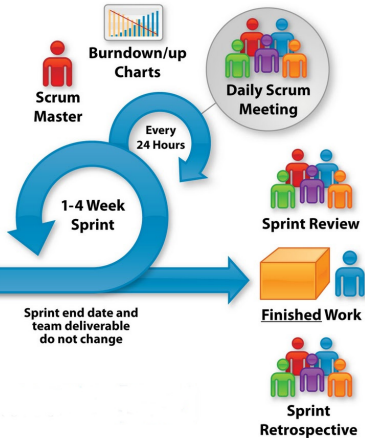 Burndown/up
Charts
Scrum
Master
Daily Scrum
Meeting
Every
24 Hours
1-4 Week
Sprint
Sprint Review
Finished Work
Sprint end date and
team deliverable
do not change
Sprint
Retrospective